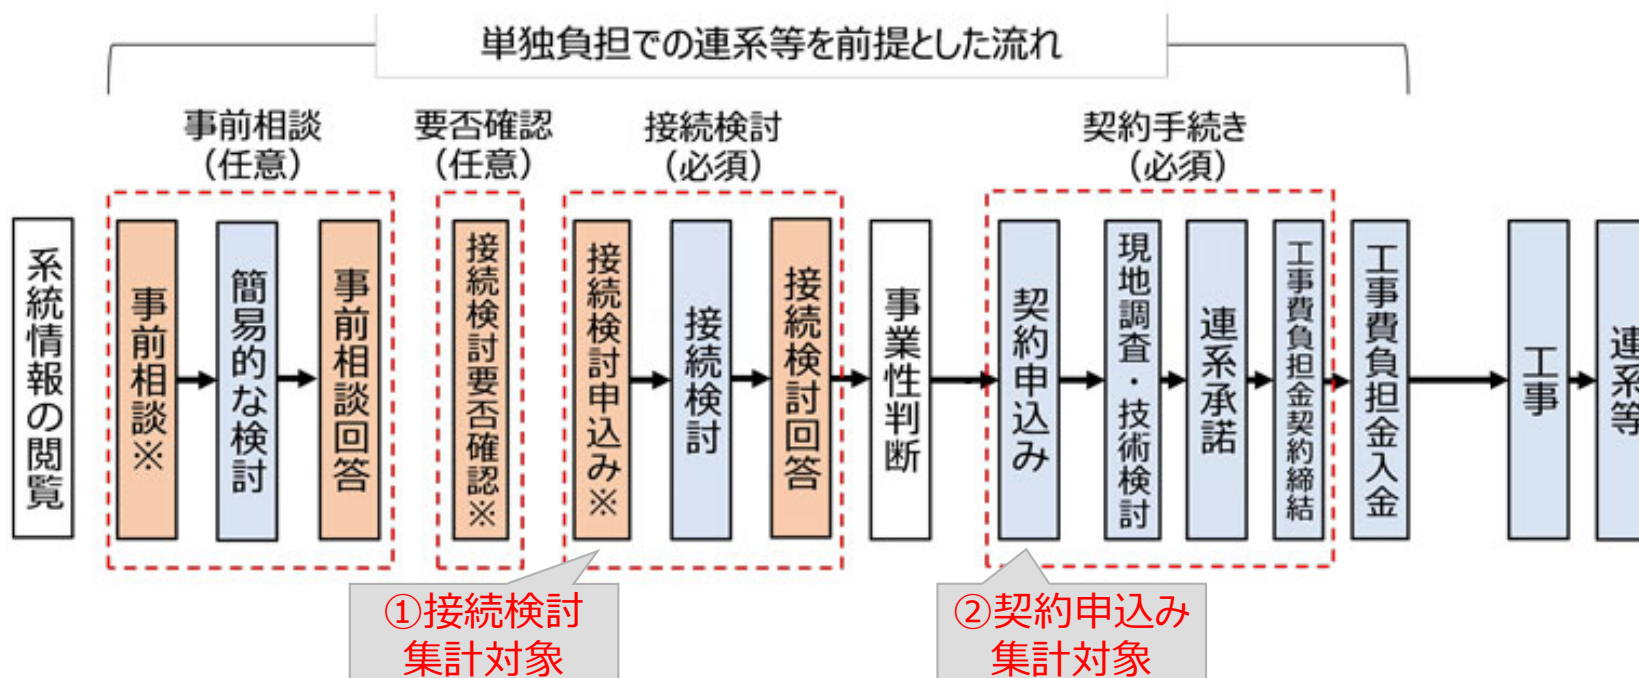 単独負担での連系等を前提とした流れ
事前相談
（任意）
要否確認
（任意）
接続検討
（必須）
契約手続き
（必須）
系統情報の閲覧
事前相談※
簡易的な検討
事前相談回答
接続検討要否確認※
接続検討申込み※
接続検討
接続検討回答
事業性判断
契約申込み
現地調査・技術検討
連系承諾
工事費負担金契約締結
工事費負担金入金
工事
連系等
①接続検討
集計対象
②契約申込み
集計対象